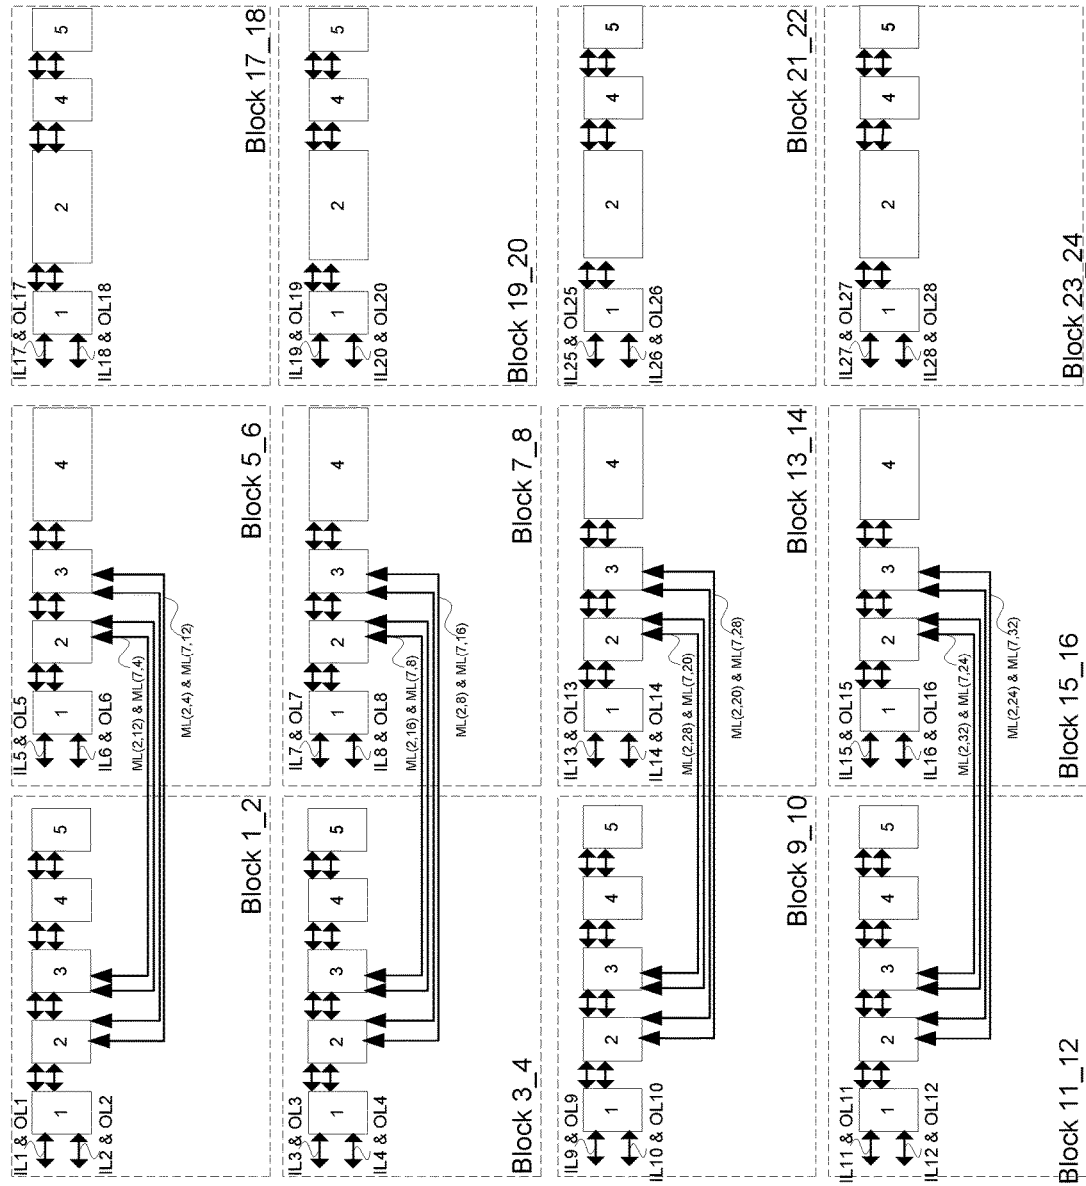 IL1 & OL1
1
2
3
4
5
IL2 & OL2
Block 1_2
IL5 & OL5
1
2
3
4
IL6 & OL6
ML(2,12) & ML(7,4)
ML(2,4) & ML(7,12)
Block 5_6
IL17 & OL17
1
2
4
5
IL18 & OL18
Block 17_18
IL3 & OL3
1
2
3
4
5
IL4 & OL4
Block 3_4
IL7 & OL7
1
2
3
4
IL8 & OL8
ML(2,16) & ML(7,8)
ML(2,8) & ML(7,16)
Block 7_8
IL19 & OL19
1
2
4
5
IL20 & OL20
Block 19_20
IL9 & OL9
1
2
3
4
5
IL10 & OL10
Block 9_10
IL13 & OL13
1
2
3
4
IL14 & OL14
ML(2,28) & ML(7,20)
ML(2,20) & ML(7,28)
Block 13_14
IL25 & OL25
1
2
4
5
IL26 & OL26
Block 21_22
IL11 & OL11
1
2
3
4
5
IL12 & OL12
Block 11_12
IL15 & OL15
1
2
3
4
IL16 & OL16
ML(2,32) & ML(7,24)
ML(2,24) & ML(7,32)
Block 15_16
IL27 & OL27
1
2
4
5
IL28 & OL28
Block 23_24